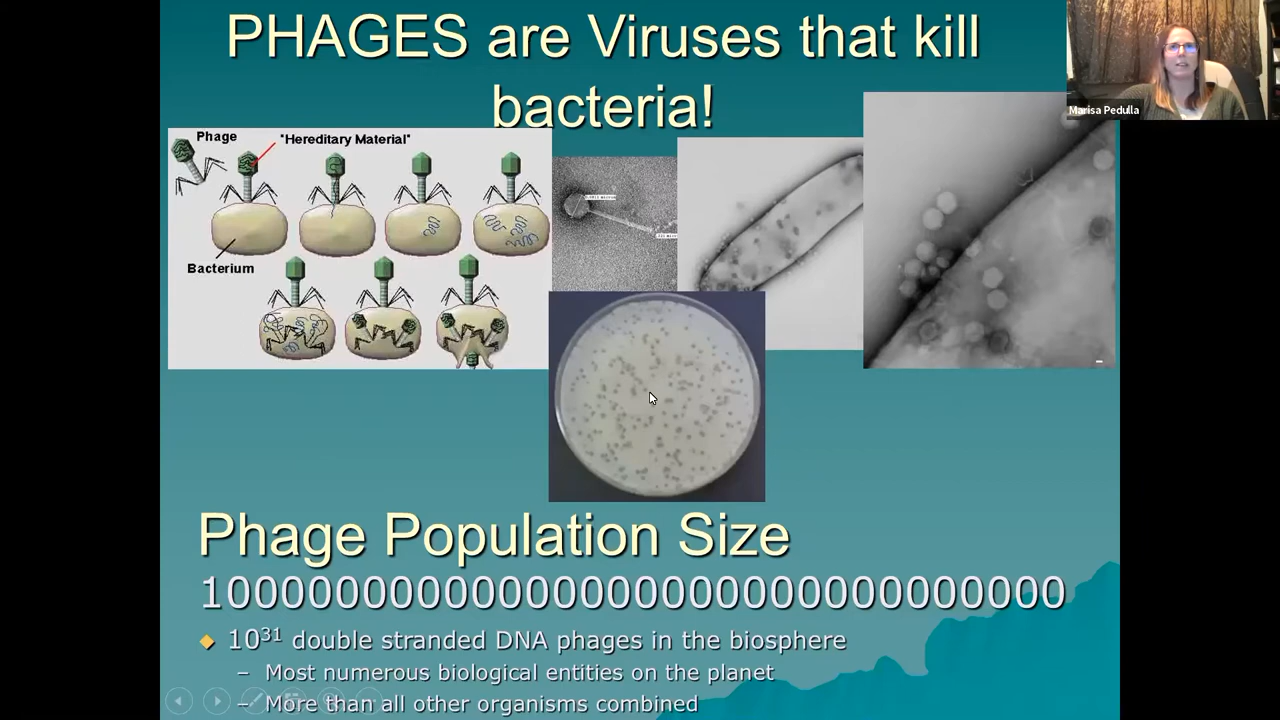 PHAGES are Viruses that kill
bacteria!
Marisa Pedulla
Phage
"Hereditary Material"
Bacterium
Phage Population Size
10000000000000000000000000000000
10³¹ double stranded DNA phages in the biosphere
– Most numerous biological entities on the planet
– More than all other organisms combined